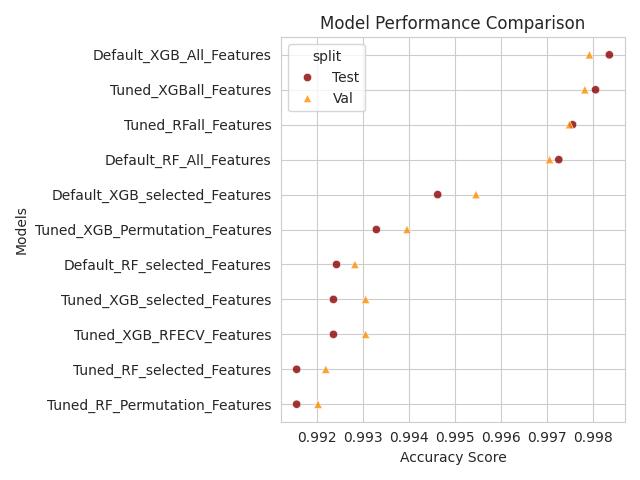 Model Performance Comparison
split
Test
Val
Default_XGB_All_Features
Tuned_XGBall_Features
Tuned_RFall_Features
Default_RF_All_Features
Default_XGB_selected_Features
Tuned_XGB_Permutation_Features
Default_RF_selected_Features
Tuned_XGB_selected_Features
Tuned_XGB_RFECV_Features
Tuned_RF_selected_Features
Tuned_RF_Permutation_Features
Models
0.992 0.993 0.994 0.995 0.996 0.997 0.998
Accuracy Score